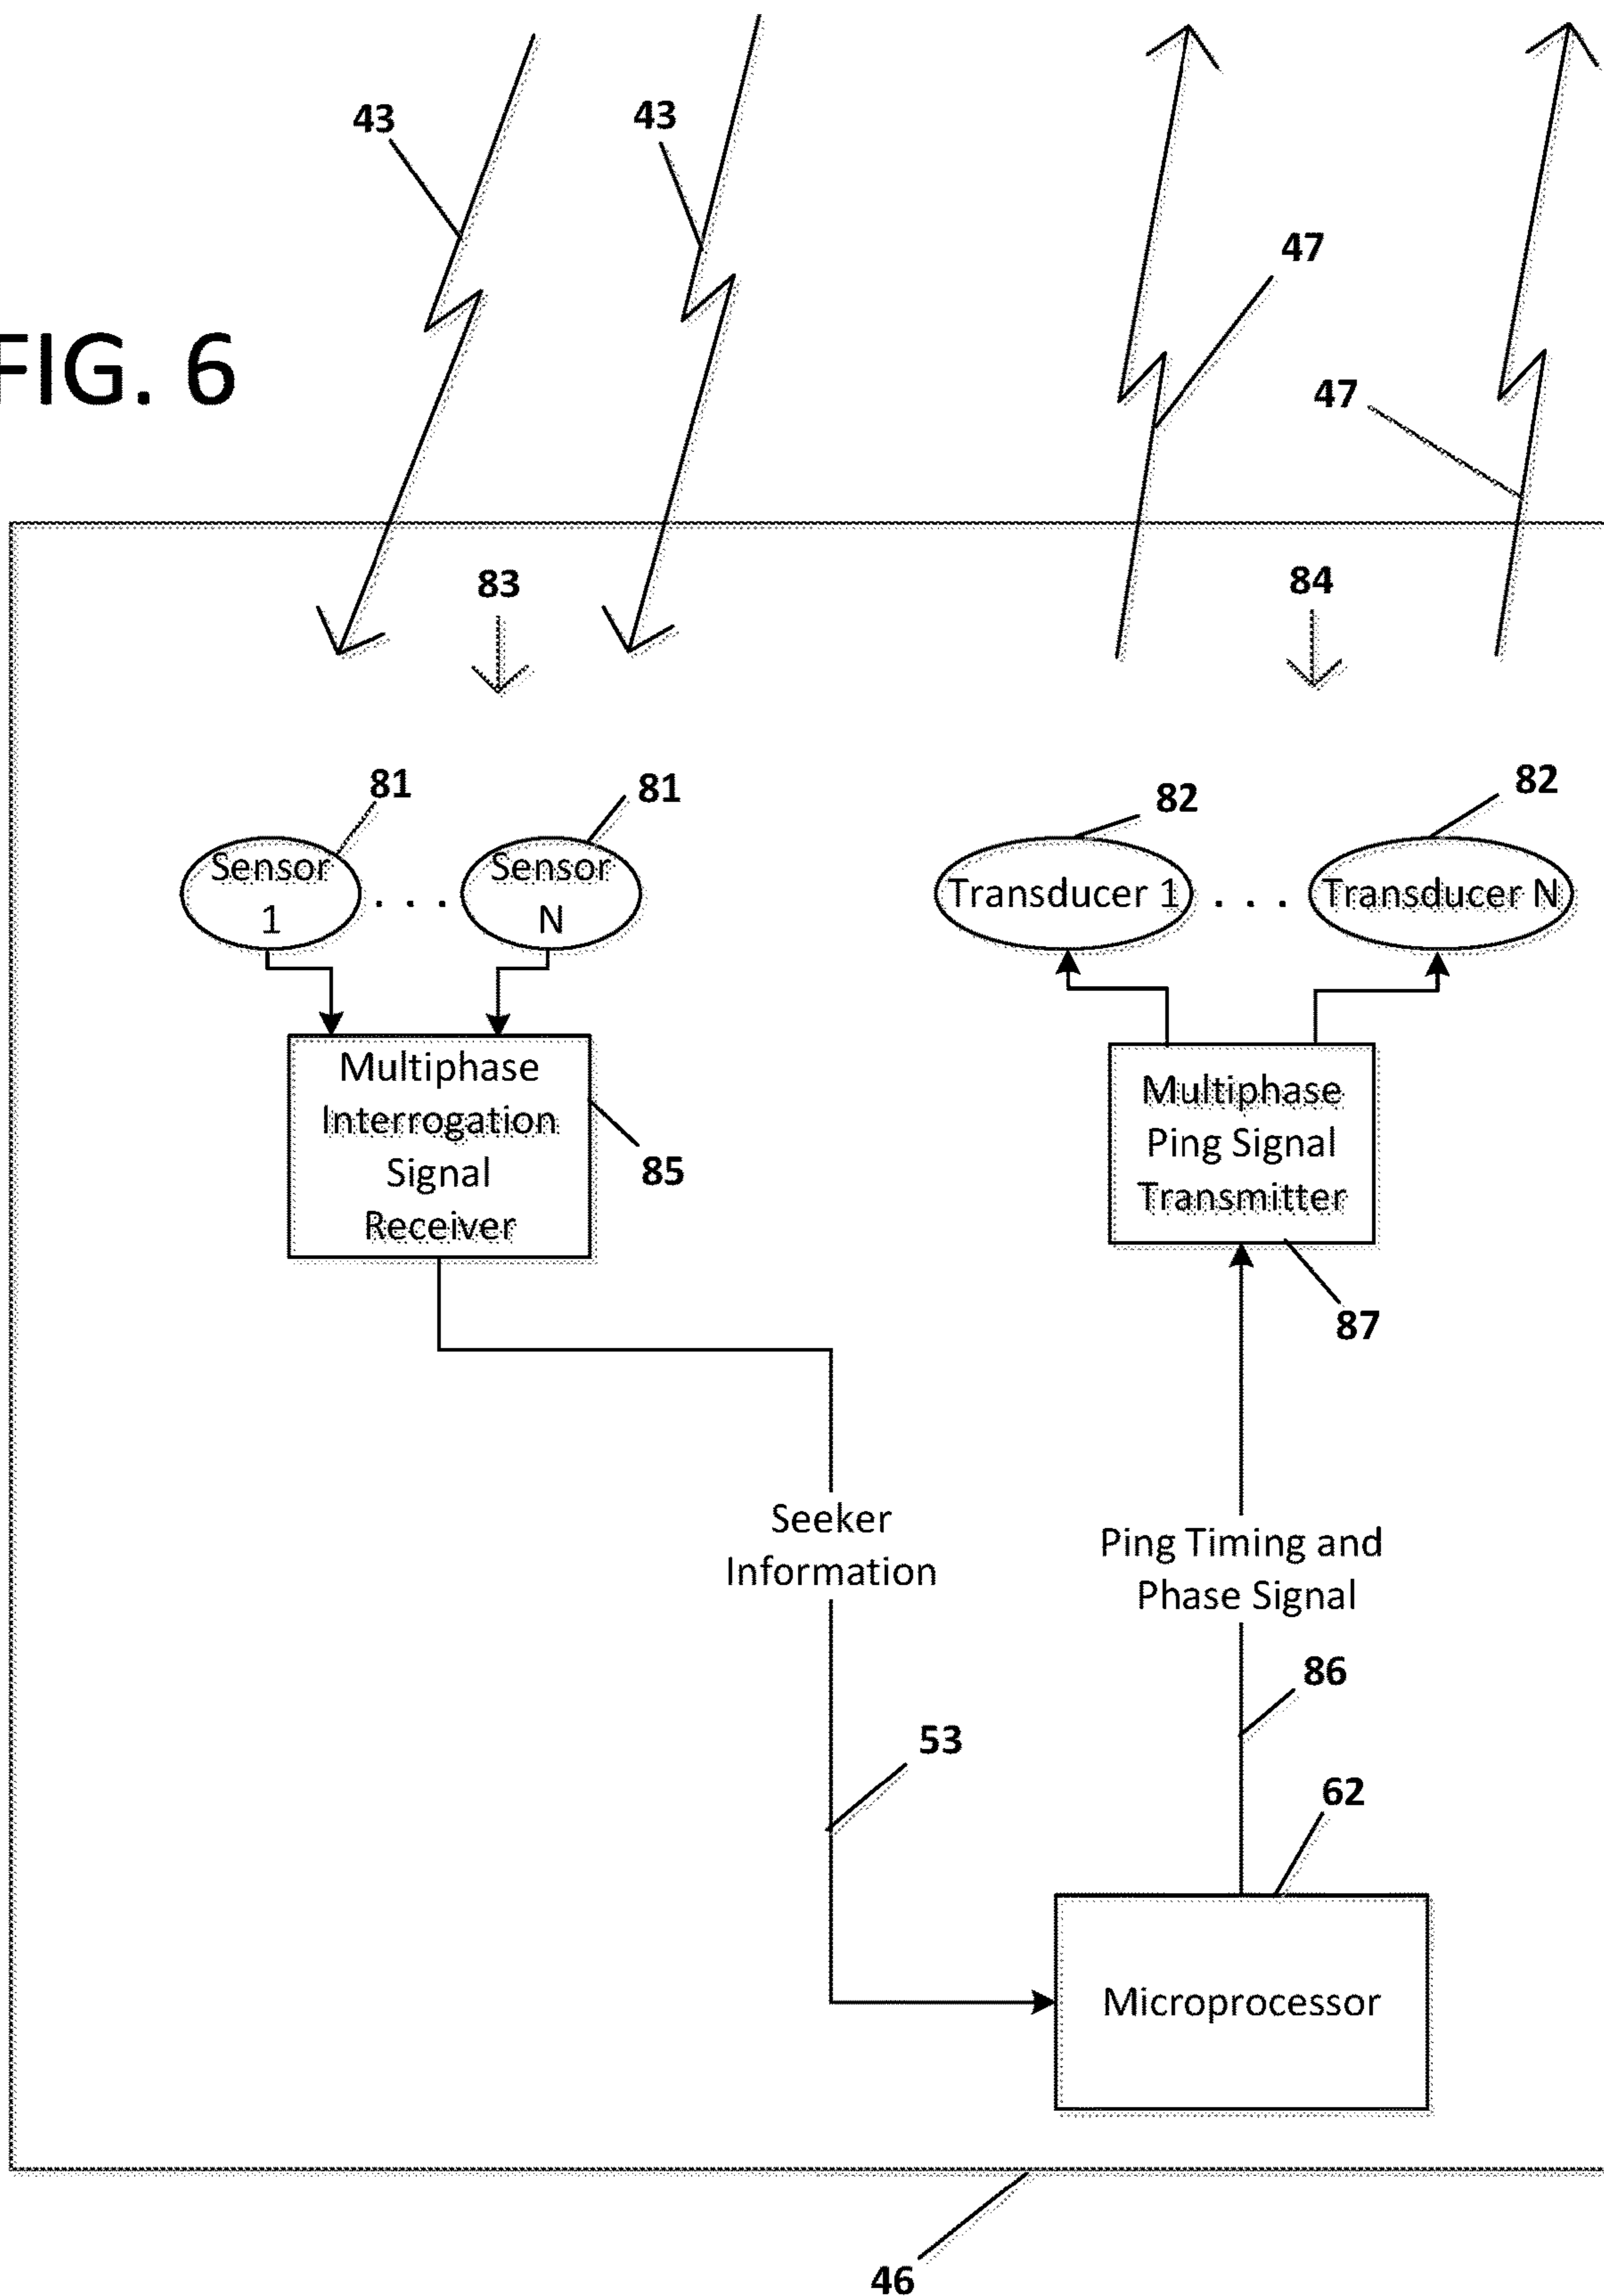 43
43
47
FIG. 6
47
83
84
81
81
82
82
Sensor
1
. . .
Sensor
N
Transducer 1
. . .
Transducer N
Multiphase
Interrogation
Signal
Receiver
85
Multiphase
Ping Signal
Transmitter
87
Seeker
Information
Ping Timing and
Phase Signal
86
53
62
Microprocessor
46